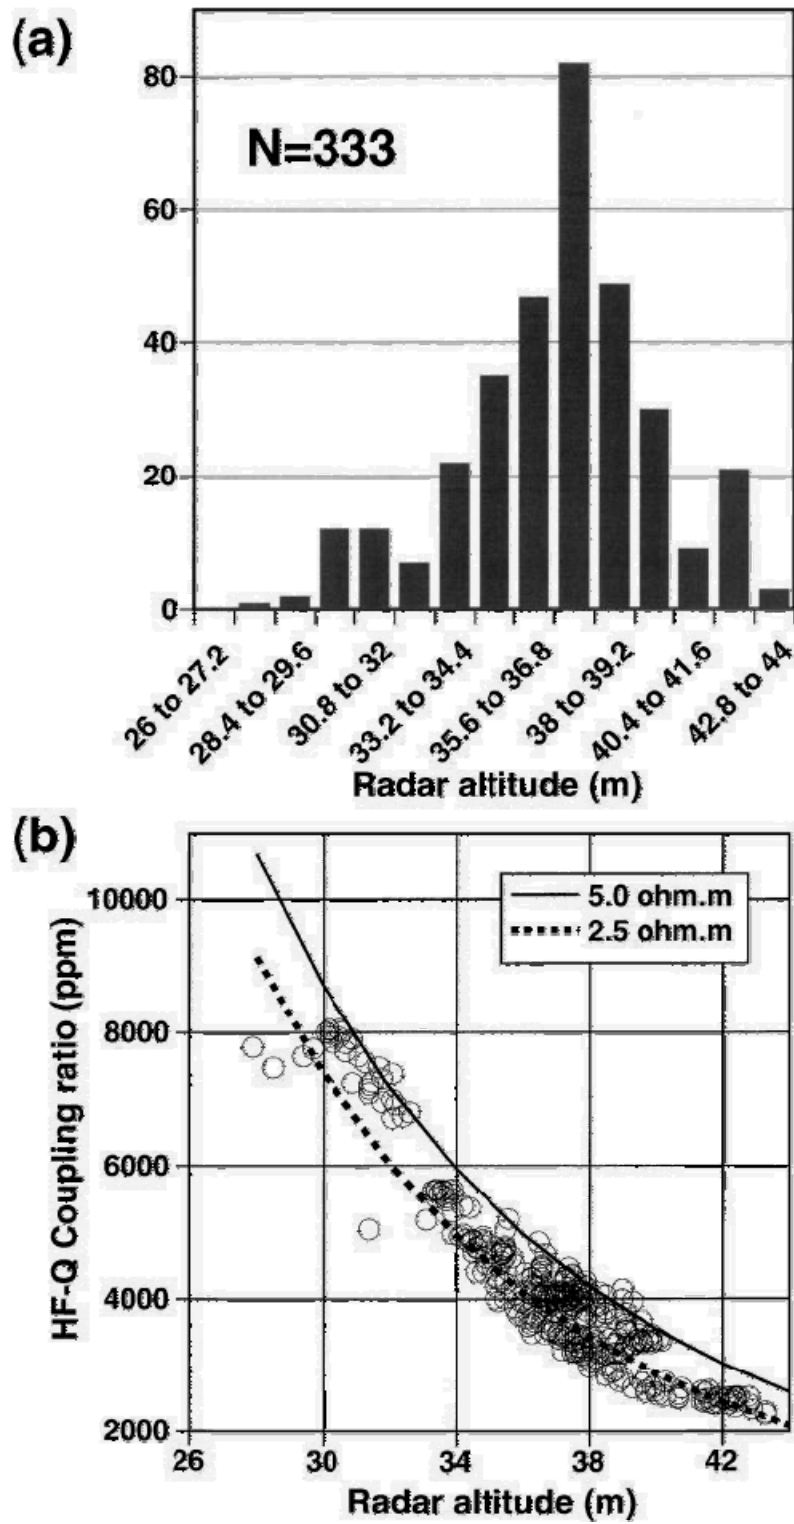 (a)
80
N=333
60
40
20
0
26 to 27.2
28.4 to 29.6
30.8 to 32
33.2 to 34.4
35.6 to 36.8
38 to 39.2
40.4 to 41.6
42.8 to 44
Radar altitude (m)
(b)
HF-Q Coupling ratio (ppm)
10000
5.0 ohm.m
2.5 ohm.m
8000
6000
4000
2000
26 30 34 38 42
Radar altitude (m)